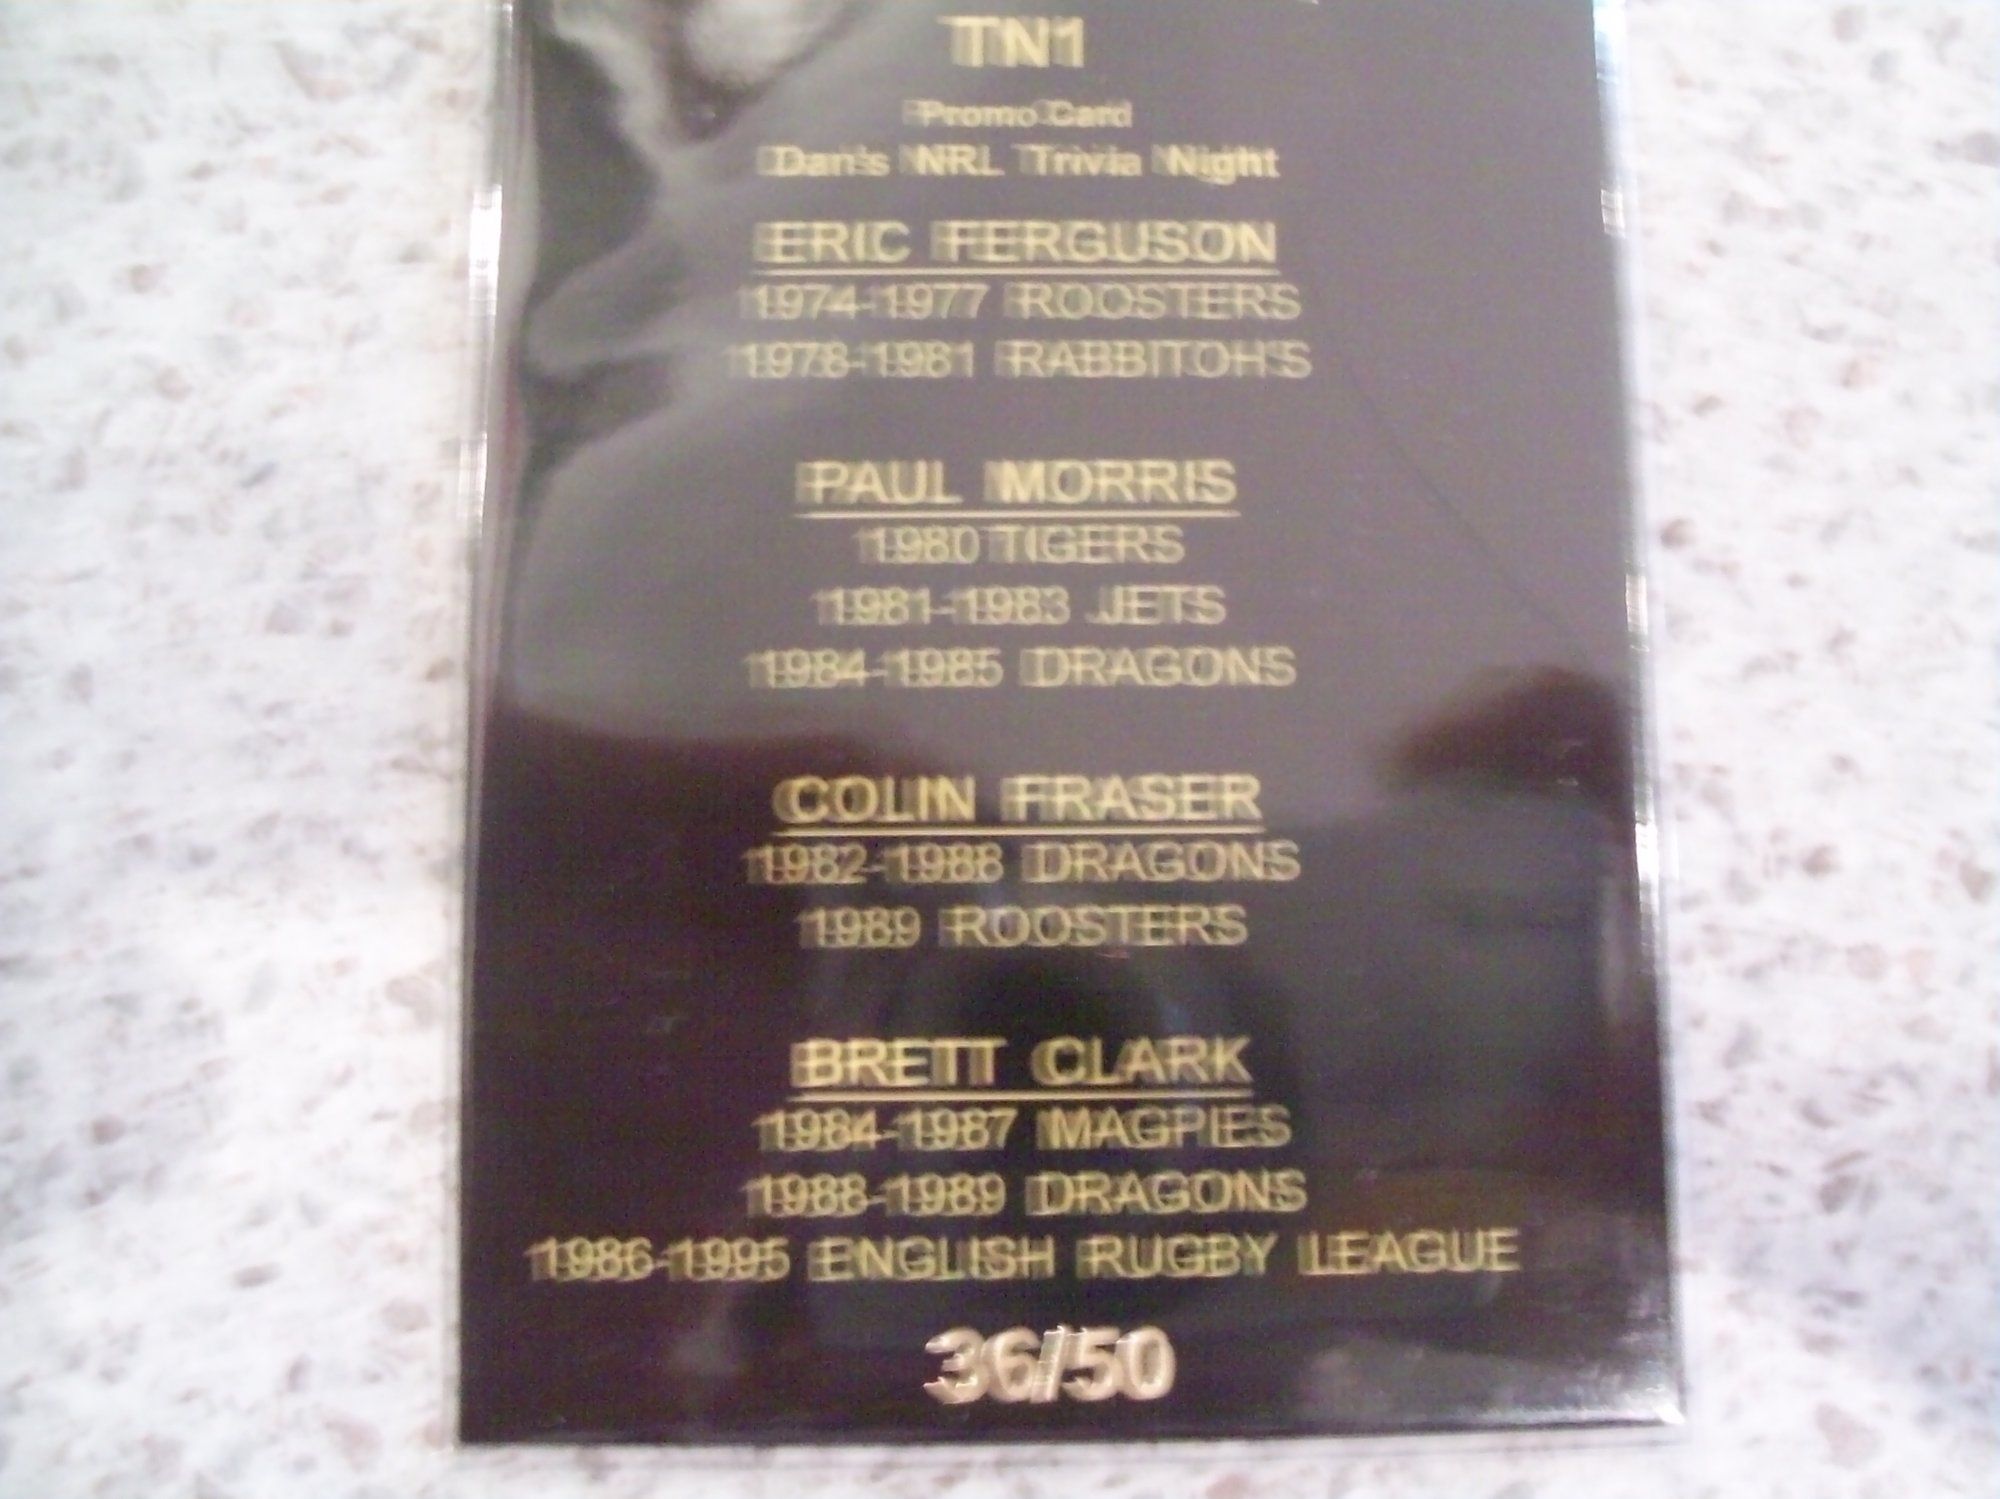 TN1
Promo Card
Dan's NRL Trivia Night
ERIC FERGUSON
1974-1977 ROOSTERS
1978-1981 RABBITOH'S
PAUL MORRIS
1980 TIGERS
1981-1983 JETS
1984-1985 DRAGONS
COLIN FRASER
1982-1988 DRAGONS
1989 ROOSTERS
BRETT CLARK
1984-1987 MAGPIES
1988-1989 DRAGONS
1986-1995 ENGLISH RUGBY LEAGUE
36/50